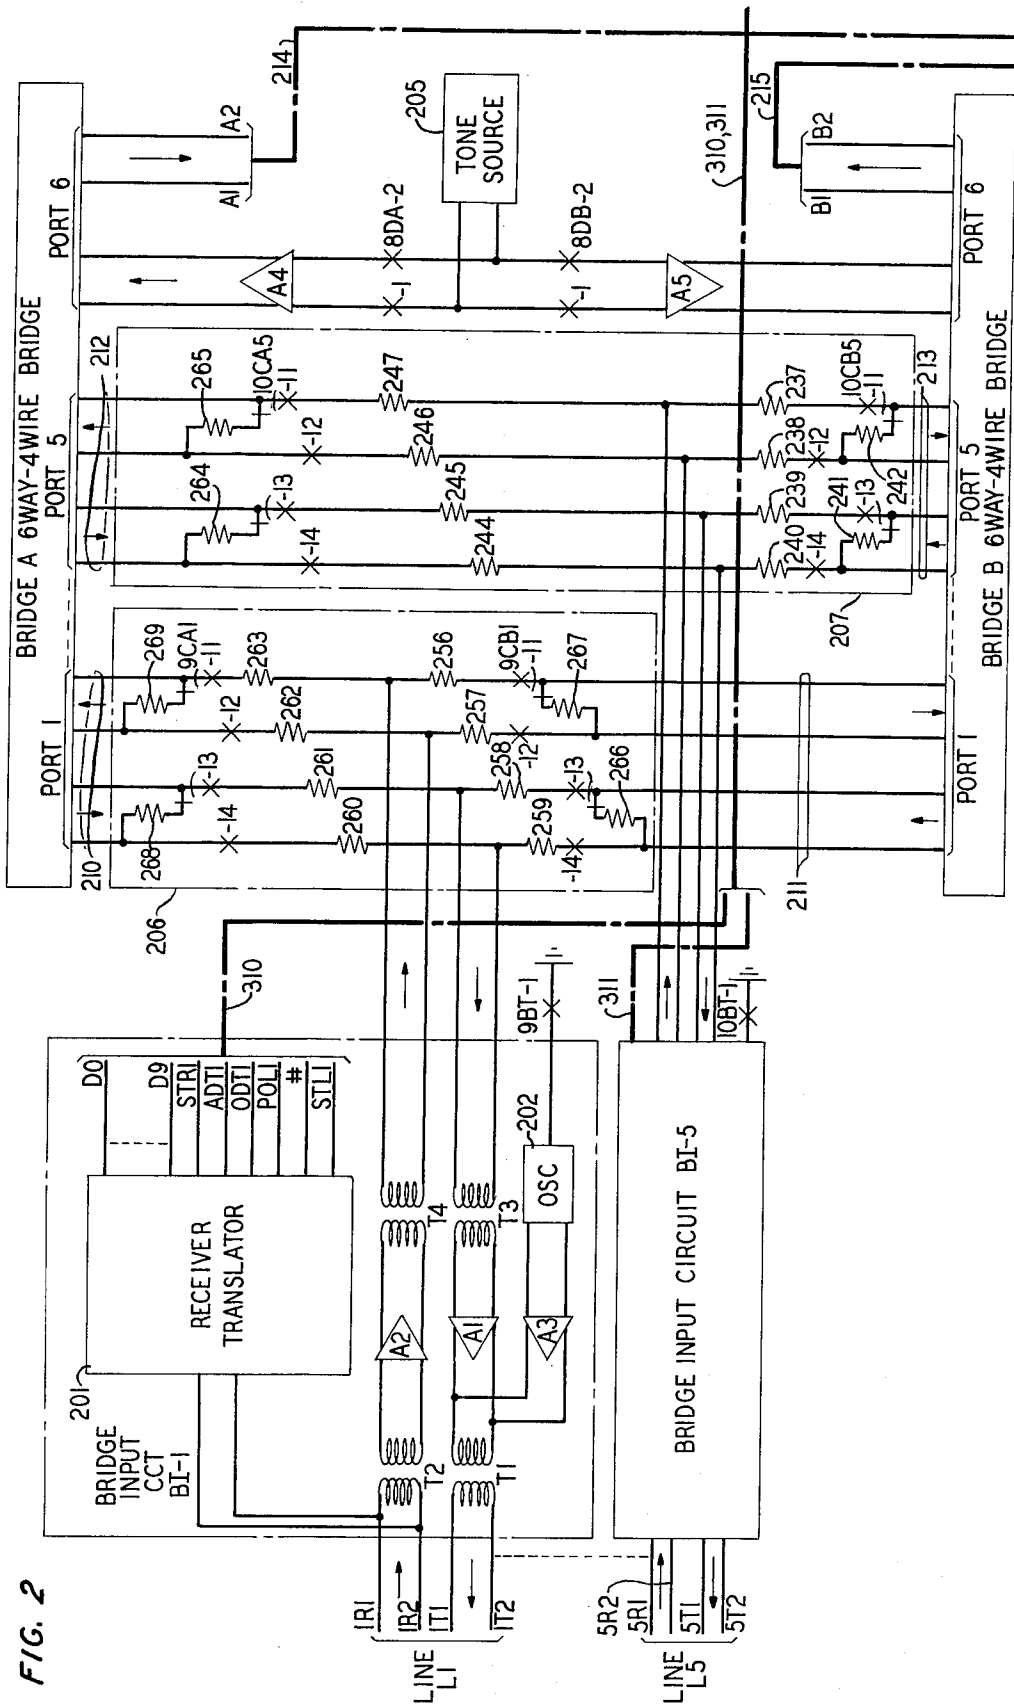 FIG. 2
BRIDGE A 6WAY-4WIRE BRIDGE
PORT 1
PORT 5
PORT 6
210
212
A1
A2
214
269
9CA1
-11
-12
268
-13
-14
263
262
261
260
265
10CA5
-11
-12
264
-13
-14
247
246
245
244
A4
8DA-2
-1
TONE
SOURCE
205
8DB-2
-1
A5
310,311
215
206
256
257
258
259
9CB1
-11
-12
-13
-14
267
266
211
237
238
239
240
10CB5
-11
-12
-13
-14
241
242
213
207
B1
B2
PORT 1
PORT 5
PORT 6
BRIDGE B 6WAY-4WIRE BRIDGE
310
311
D0
D9
STR1
ADT1
ODT1
POL1
#
STL1
RECEIVER
TRANSLATOR
201
BRIDGE
INPUT
CCT
BI-1
T2
A2
T4
T1
A1
T3
A3
OSC
202
9BT-1
1R1
1R2
1T1
1T2
LINE
L1
BRIDGE INPUT CIRCUIT BI-5
10BT-1
5R2
5R1
5T1
5T2
LINE
L5